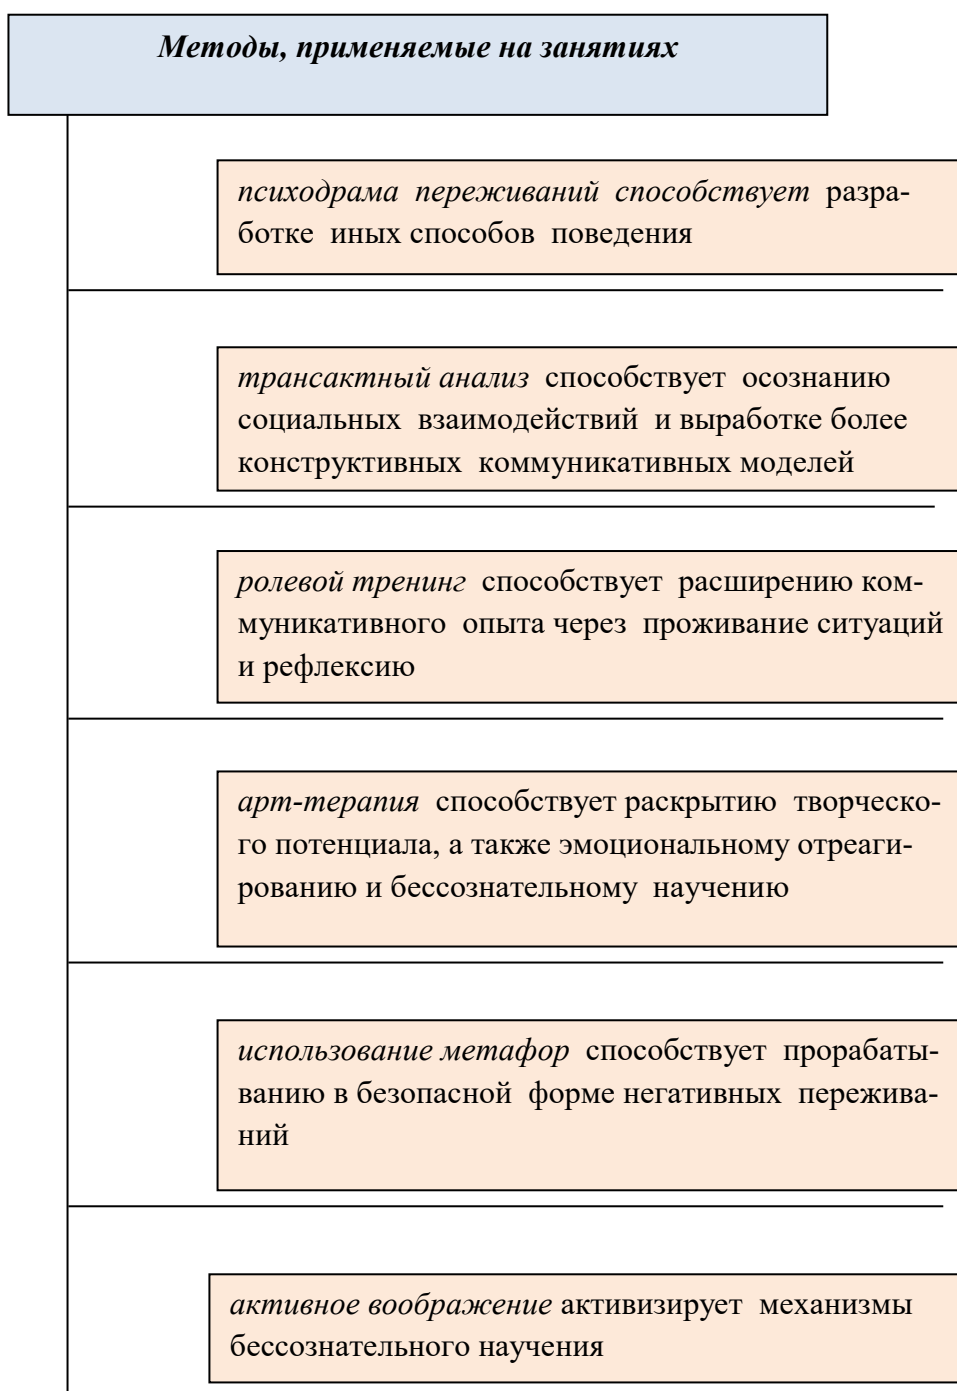 Методы, применяемые на занятиях
психодрама переживаний способствует разра-
ботке иных способов поведения
трансактный анализ способствует осознанию
социальных взаимодействий и выработке более
конструктивных коммуникативных моделей
ролевой тренинг способствует расширению ком-
муникативного опыта через проживание ситуаций
и рефлексию
арт-терапия способствует раскрытию творческо-
го потенциала, а также эмоциональному отреаги-
рованию и бессознательному научению
использование метафор способствует прорабаты-
ванию в безопасной форме негативных пережива-
ний
активное воображение активизирует механизмы
бессознательного научения